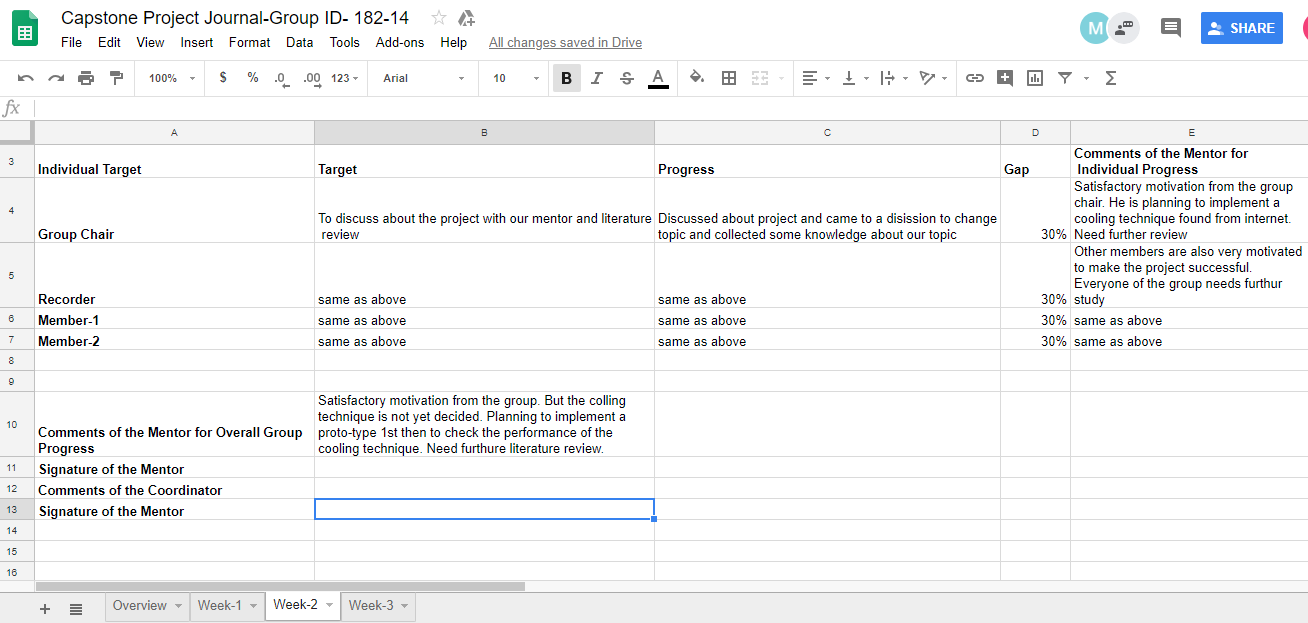 Capstone Project Journal-Group ID- 182-14
File Edit View Insert Format Data Tools Add-ons Help All changes saved in Drive
M
SHARE
100% $ % .0 .00 123 Arial 10 B I S A Σ
fx
A B C D E
3 Individual Target Target Progress Gap Comments of the Mentor for
Individual Progress
4 Group Chair
To discuss about the project with our mentor and literature
review
Discussed about project and came to a disission to change
topic and collected some knowledge about our topic
30%
Satisfactory motivation from the group
chair. He is planning to implement a
cooling technique found from internet.
Need further review
5 Recorder same as above same as above 30%
Other members are also very motivated
to make the project successful.
Everyone of the group needs furthur
study
6 Member-1 same as above same as above 30% same as above
7 Member-2 same as above same as above 30% same as above
8
9
10 Comments of the Mentor for Overall Group
Progress
Satisfactory motivation from the group. But the colling
technique is not yet decided. Planning to implement a
proto-type 1st then to check the performance of the
cooling technique. Need furthure literature review.
11 Signature of the Mentor
12 Comments of the Coordinator
13 Signature of the Mentor
14
15
16
+ Overview Week-1 Week-2 Week-3